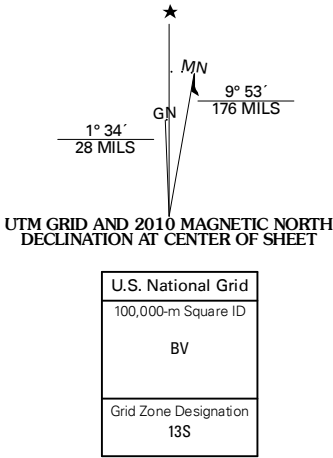 MN
GN
9° 53´
176 MILS
1° 34´
28 MILS
UTM GRID AND 2010 MAGNETIC NORTH
DECLINATION AT CENTER OF SHEET
U.S. National Grid
100,000-m Square ID
BV
Grid Zone Designation
13S